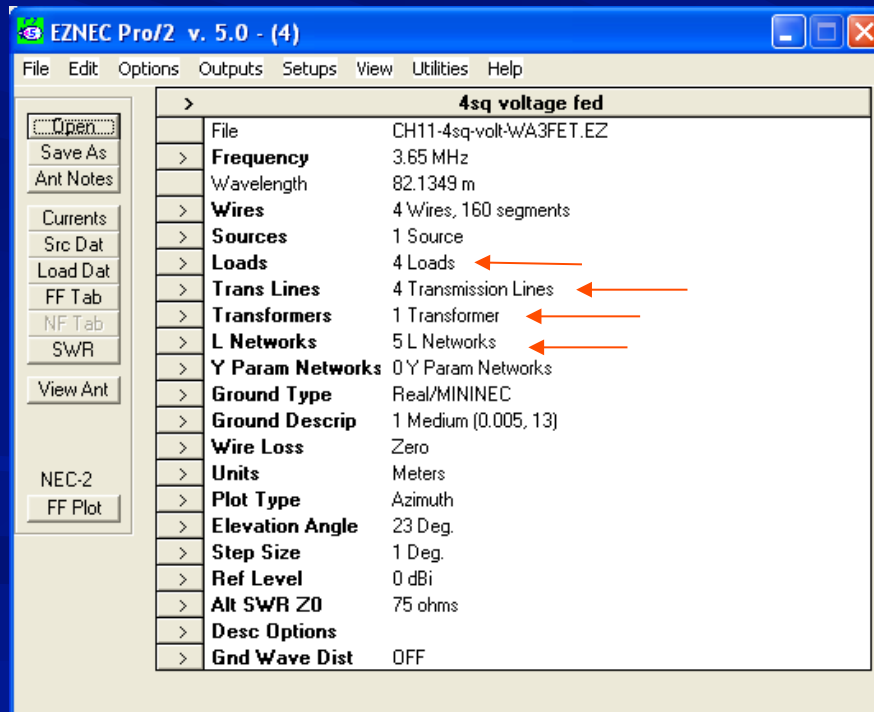 EZNEC Pro/2 v. 5.0 - (4)
File Edit Options Outputs Setups View Utilities Help
Open
Save As
Ant Notes
Currents
Src Dat
Load Dat
FF Tab
NF Tab
SWR
View Ant
NEC-2
FF Plot
> 4sq voltage fed
File CH11-4sq-volt-WA3FET.EZ
> Frequency 3.65 MHz
Wavelength 82.1349 m
> Wires 4 Wires, 160 segments
> Sources 1 Source
> Loads 4 Loads
> Trans Lines 4 Transmission Lines
> Transformers 1 Transformer
> L Networks 5 L Networks
> Y Param Networks 0 Y Param Networks
> Ground Type Real/MININEC
> Ground Descrip 1 Medium (0.005, 13)
> Wire Loss Zero
> Units Meters
> Plot Type Azimuth
> Elevation Angle 23 Deg.
> Step Size 1 Deg.
> Ref Level 0 dBi
> Alt SWR Z0 75 ohms
> Desc Options
> Gnd Wave Dist OFF